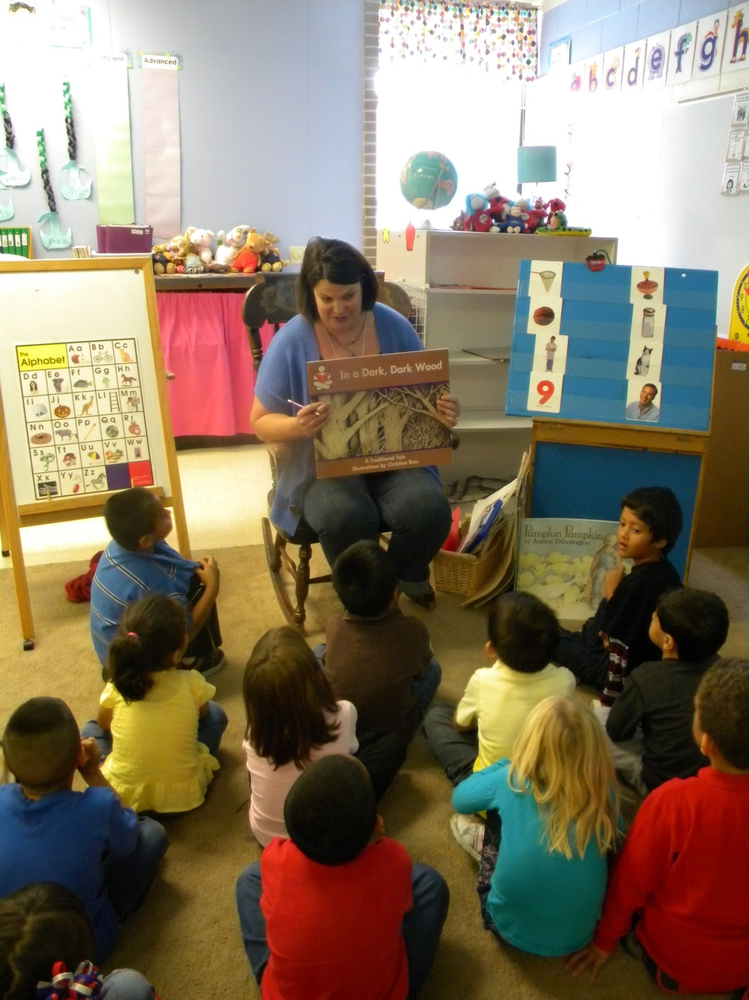 Advanced
a b c d e f g h
In a Dark, Dark Wood
A Traditional Tale
Illustrations by Christine Ross
The
Alphabet
Aa Bb Cc
Dd Ee Ff Gg Hh
Ii Jj Kk Ll Mm
Nn Oo Pp Qq Rr
Ss Tt Uu Vv Ww
Xx Yy Zz
9
Pumpkin Pumpkin
by Jeanne Titherington